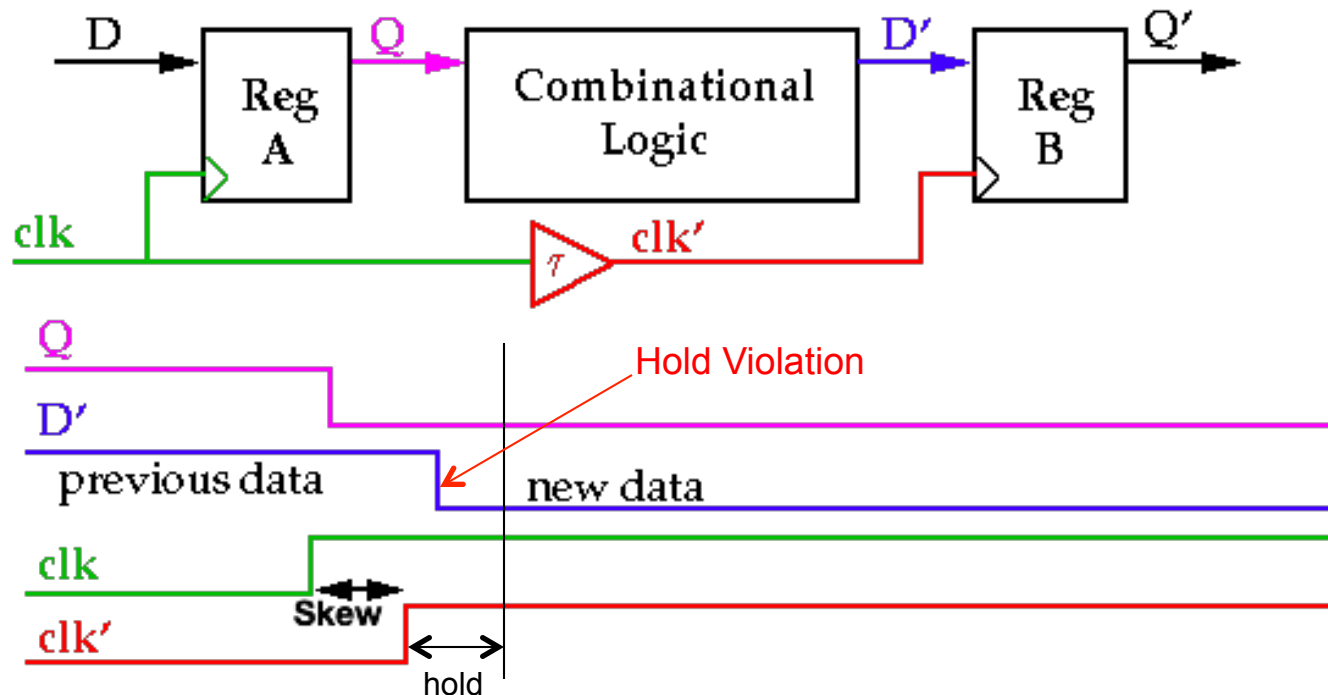 D
Q
D′
Q′
Reg
A
Combinational
Logic
Reg
B
clk
τ
clk′
Q
Hold Violation
D′
previous data
new data
clk
Skew
clk′
hold